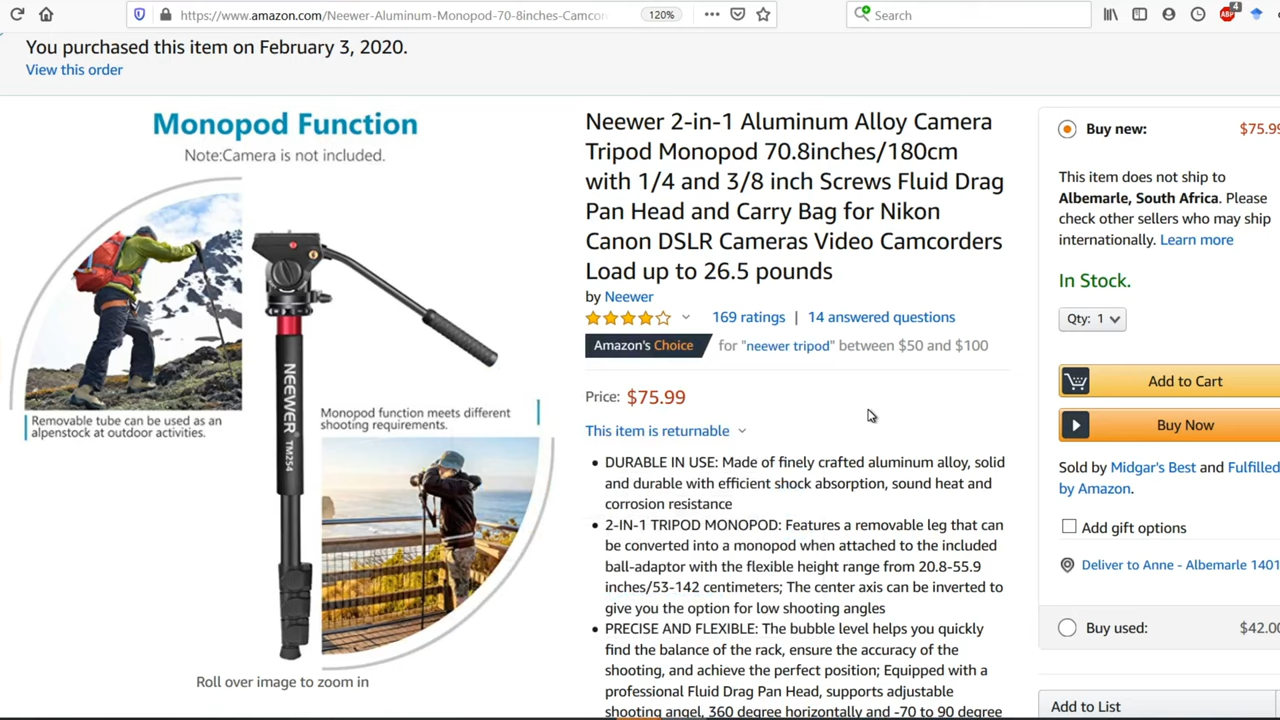 https://www.amazon.com/Neewer-Aluminum-Monopod-70-8inches-Camcor
120%
Search
4
You purchased this item on February 3, 2020.
View this order
Monopod Function
Note:Camera is not included.
Removable tube can be used as an
alpenstock at outdoor activities.
NEEWER® TM254
Monopod function meets different
shooting requirements.
Roll over image to zoom in
Neewer 2-in-1 Aluminum Alloy Camera
Tripod Monopod 70.8inches/180cm
with 1/4 and 3/8 inch Screws Fluid Drag
Pan Head and Carry Bag for Nikon
Canon DSLR Cameras Video Camcorders
Load up to 26.5 pounds
by Neewer
169 ratings | 14 answered questions
Amazon's Choice for "neewer tripod" between $50 and $100
Price: $75.99
This item is returnable
• DURABLE IN USE: Made of finely crafted aluminum alloy, solid
and durable with efficient shock absorption, sound heat and
corrosion resistance
• 2-IN-1 TRIPOD MONOPOD: Features a removable leg that can
be converted into a monopod when attached to the included
ball-adaptor with the flexible height range from 20.8-55.9
inches/53-142 centimeters; The center axis can be inverted to
give you the option for low shooting angles
• PRECISE AND FLEXIBLE: The bubble level helps you quickly
find the balance of the rack, ensure the accuracy of the
shooting, and achieve the perfect position; Equipped with a
professional Fluid Drag Pan Head, supports adjustable
shooting angel, 360 degree horizontally and -70 to 90 degree
Buy new: $75.99
This item does not ship to
Albemarle, South Africa. Please
check other sellers who may ship
internationally. Learn more
In Stock.
Qty: 1
Add to Cart
Buy Now
Sold by Midgar's Best and Fulfilled
by Amazon.
Add gift options
Deliver to Anne - Albemarle 1401
Buy used: $42.0
Add to List